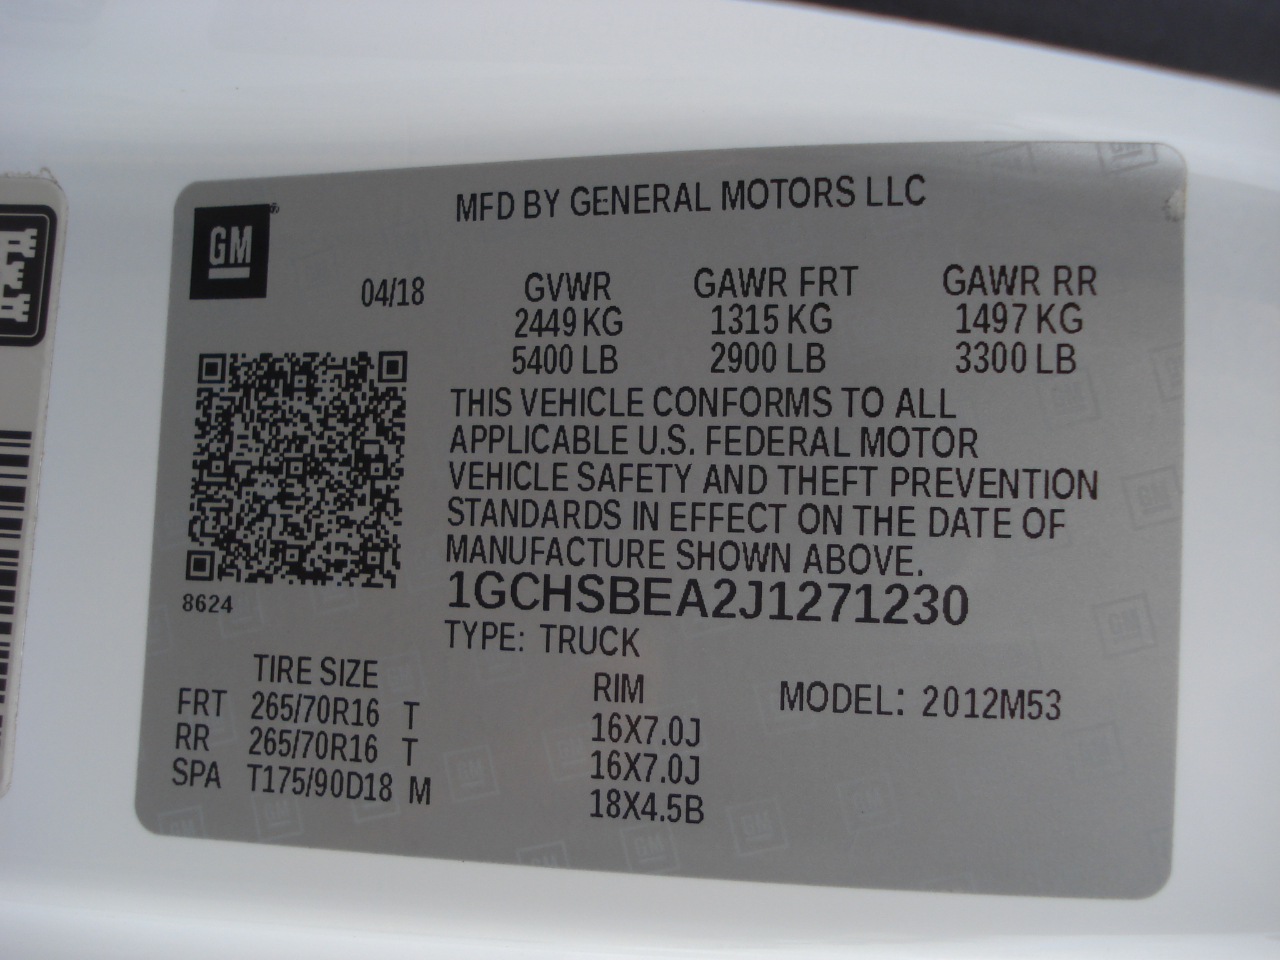 MFD BY GENERAL MOTORS LLC
GM
04/18
GVWR GAWR FRT GAWR RR
2449 KG 1315 KG 1497 KG
5400 LB 2900 LB 3300 LB
THIS VEHICLE CONFORMS TO ALL
APPLICABLE U.S. FEDERAL MOTOR
VEHICLE SAFETY AND THEFT PREVENTION
STANDARDS IN EFFECT ON THE DATE OF
MANUFACTURE SHOWN ABOVE.
8624
1GCHSBEA2J1271230
TYPE: TRUCK
TIRE SIZE RIM MODEL: 2012M53
FRT 265/70R16 T 16X7.0J
RR 265/70R16 T 16X7.0J
SPA T175/90D18 M 18X4.5B